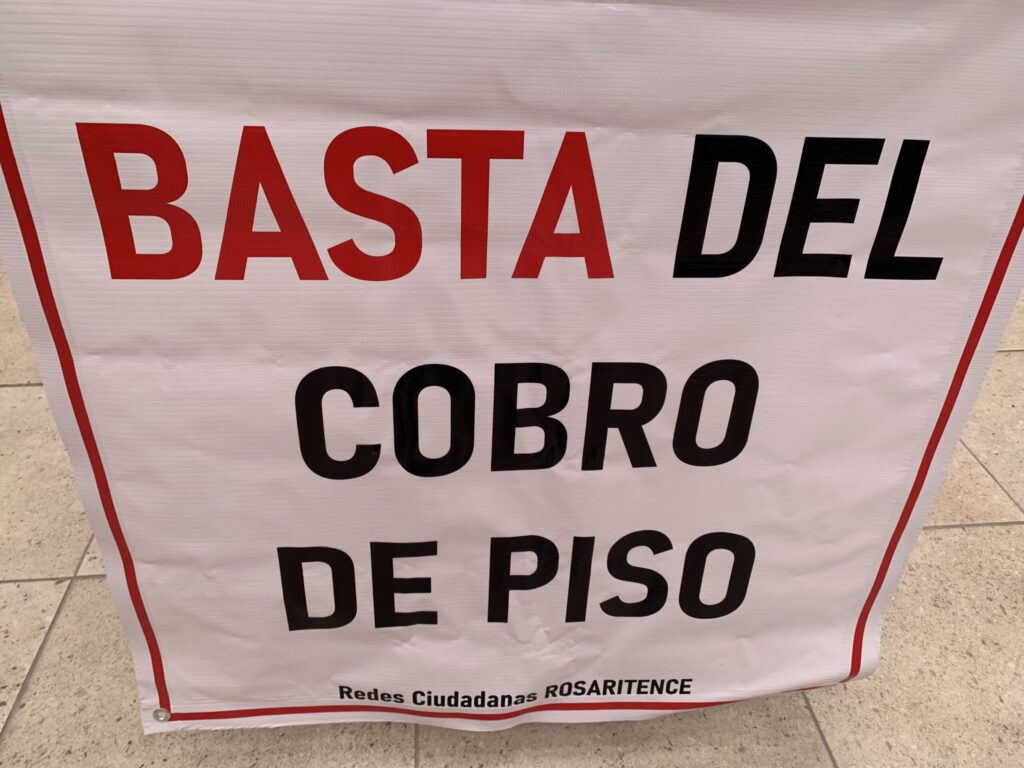 BASTA DEL
COBRO
DE PISO
Redes Ciudadanas ROSARITENCE